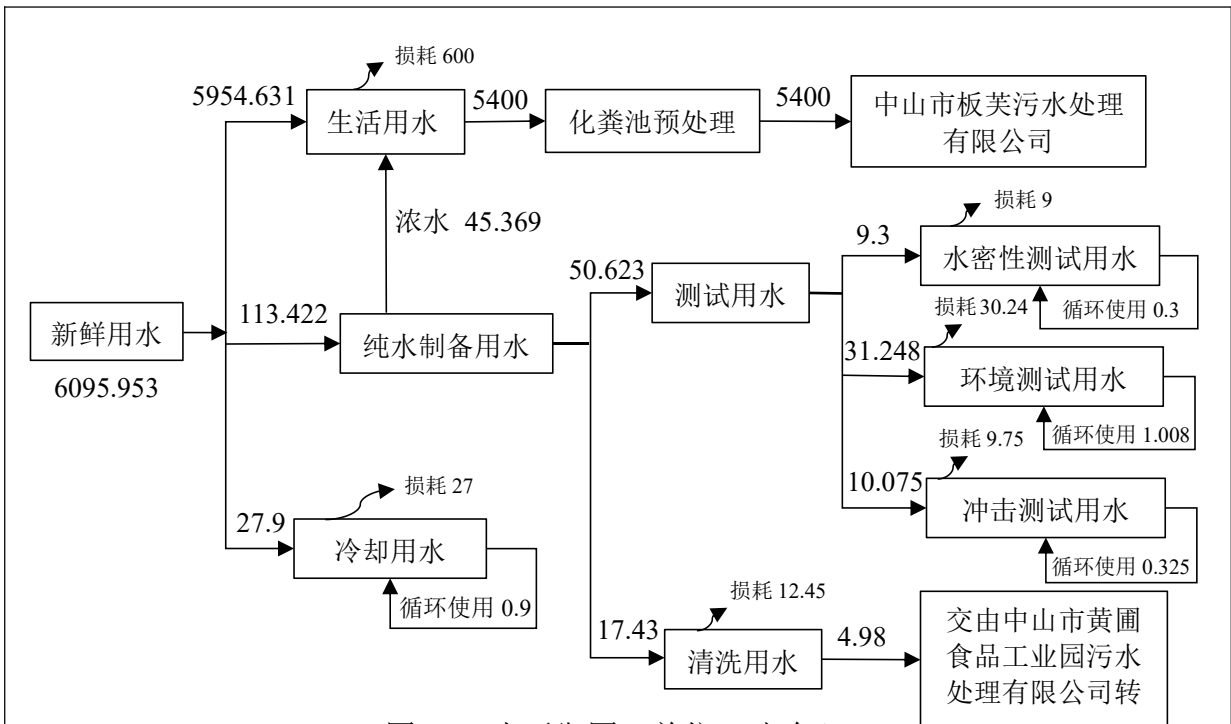 损耗 600
5954.631
生活用水
5400
化粪池预处理
5400
中山市板芙污水处理
有限公司
浓水 45.369
损耗 9
9.3
水密性测试用水
循环使用 0.3
50.623
测试用水
新鲜用水
6095.953
113.422
纯水制备用水
损耗 30.24
31.248
环境测试用水
循环使用 1.008
损耗 9.75
10.075
冲击测试用水
循环使用 0.325
损耗 27
27.9
冷却用水
循环使用 0.9
损耗 12.45
17.43
清洗用水
4.98
交由中山市黄圃
食品工业园污水
处理有限公司转